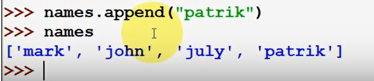 >>> names.append("patrik")
>>> names
['mark', 'john', 'july', 'patrik']
>>>